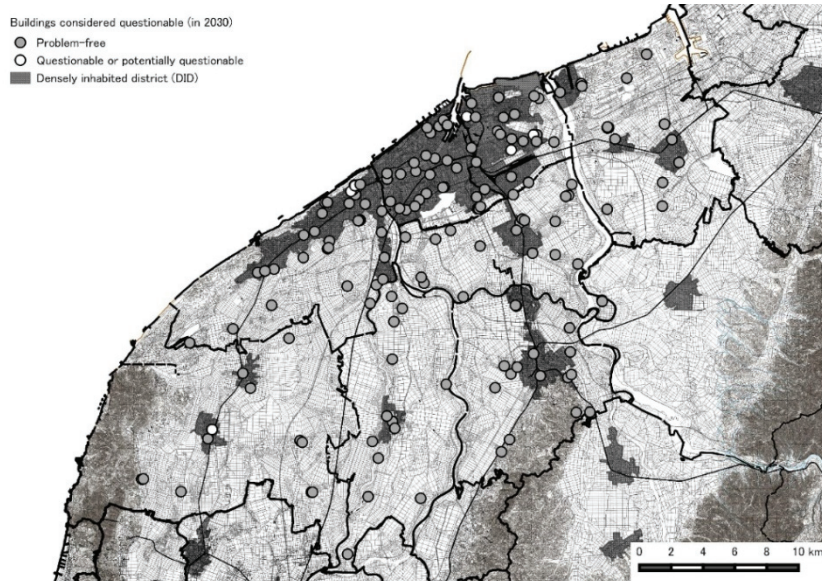 Buildings considered questionable (in 2030)
Problem-free
Questionable or potentially questionable
Densely inhabited district (DID)
0 2 4 6 8 10 km